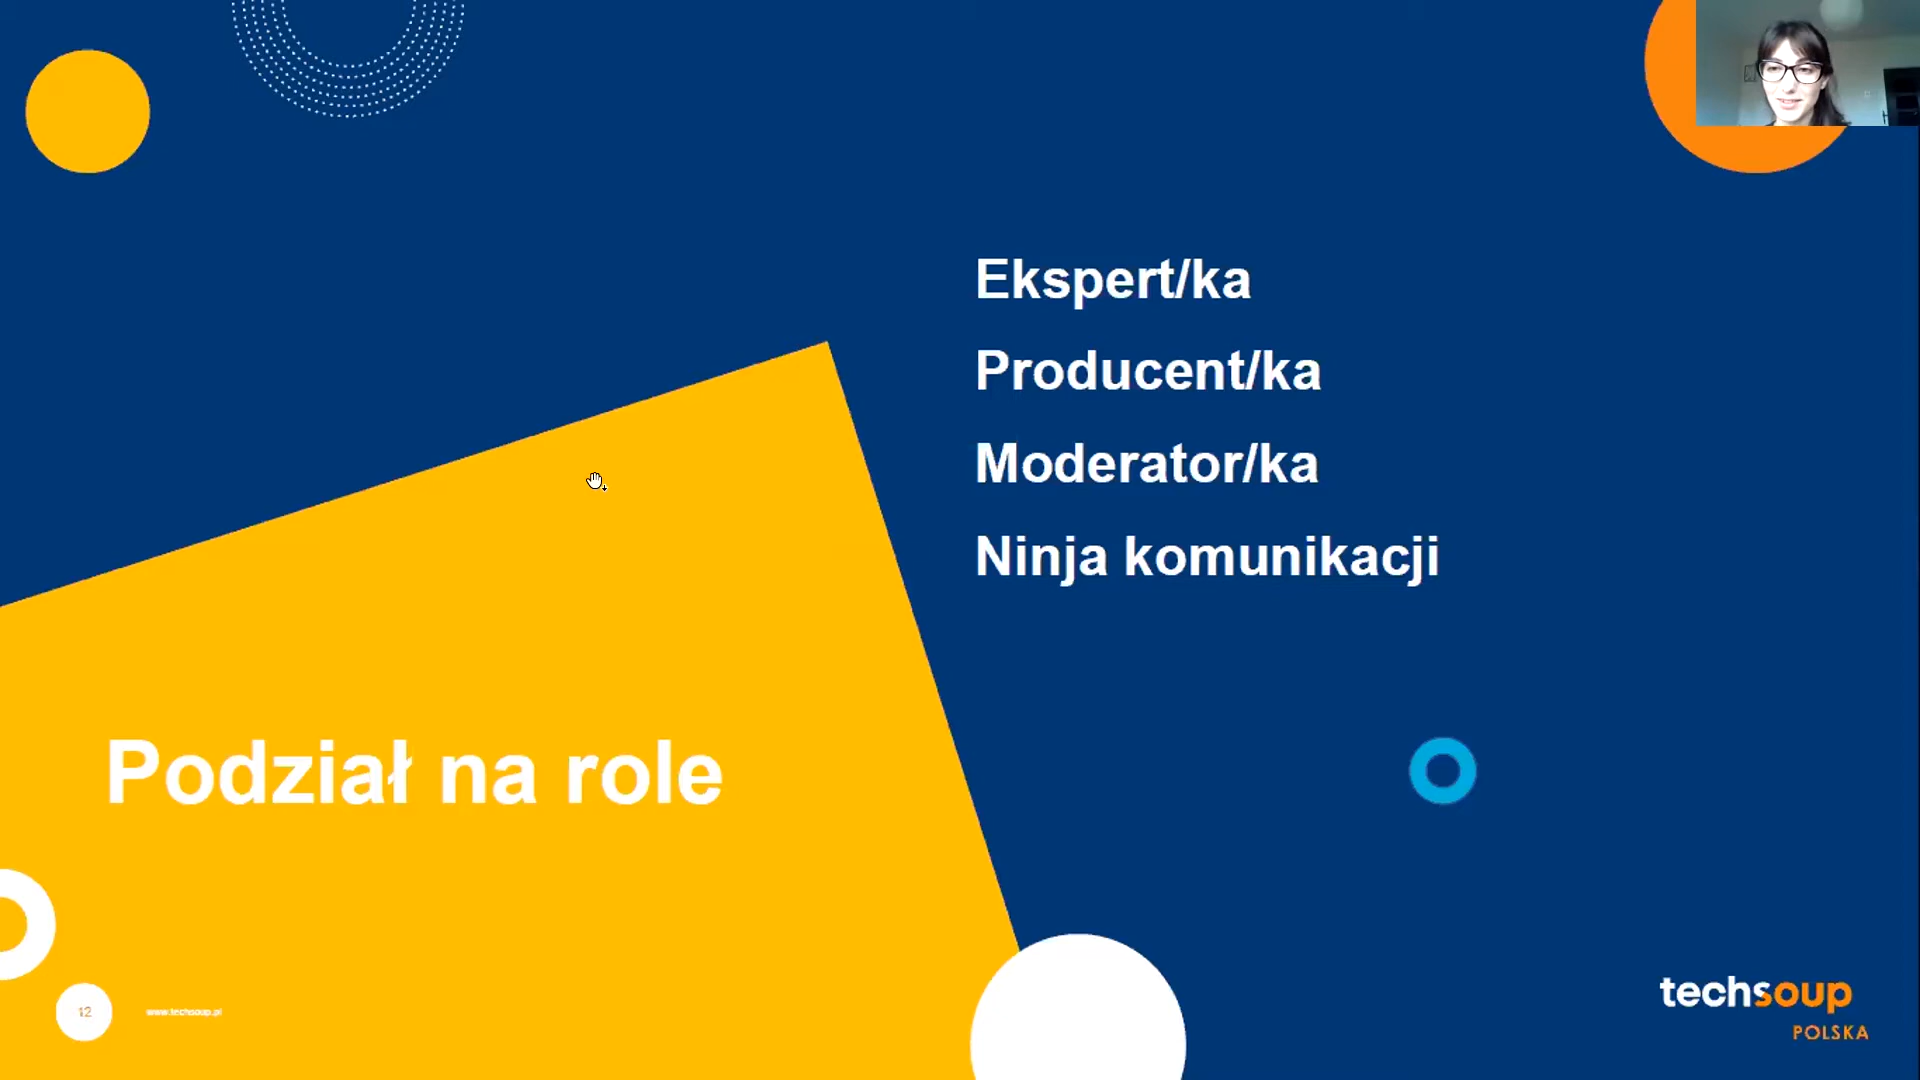 Ekspert/ka
Producent/ka
Moderator/ka
Ninja komunikacji
Podział na role
12
www.techsoup.pl
techsoup
POLSKA